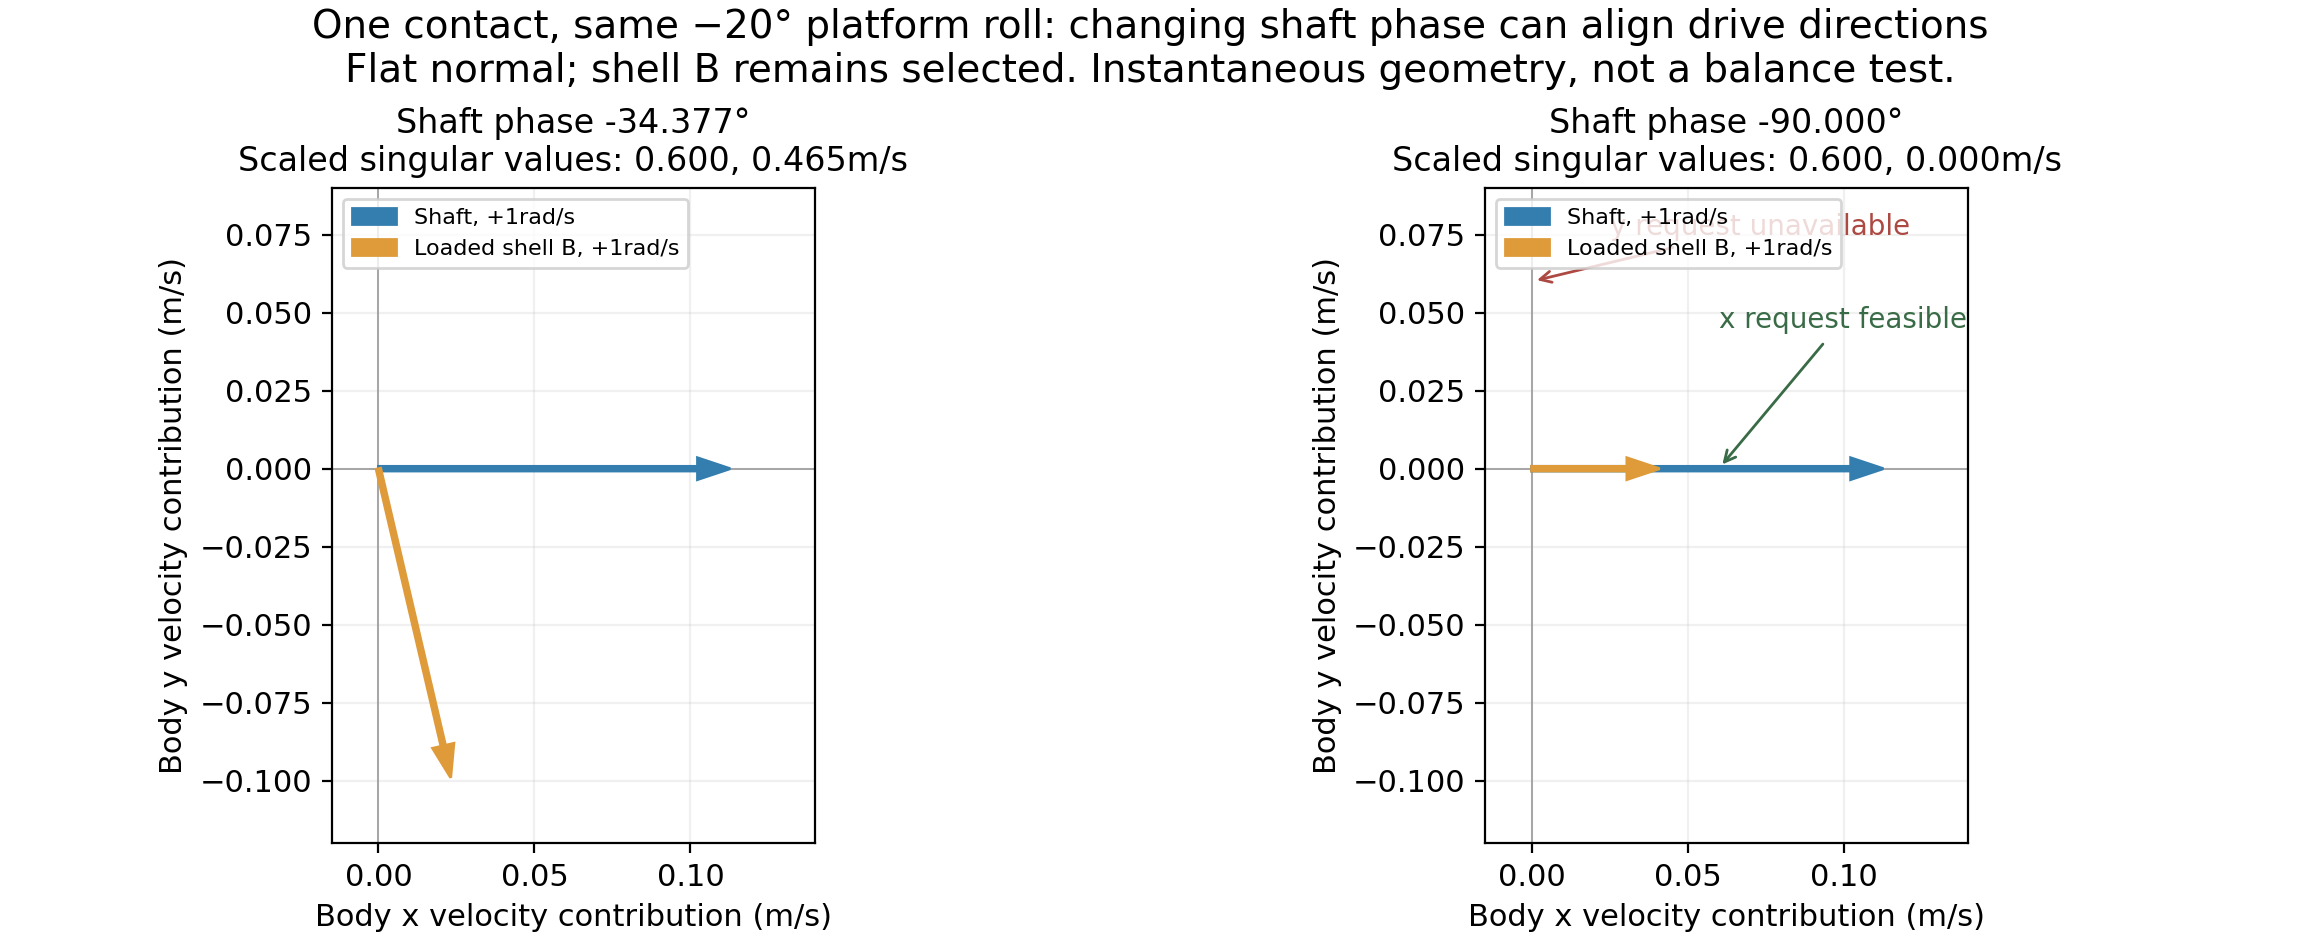 One contact, same −20° platform roll: changing shaft phase can align drive directions
Flat normal; shell B remains selected. Instantaneous geometry, not a balance test.
Shaft phase -34.377°
Scaled singular values: 0.600, 0.465m/s
Shaft, +1rad/s
Loaded shell B, +1rad/s
0.075
0.050
0.025
0.000
−0.025
−0.050
−0.075
−0.100
Body y velocity contribution (m/s)
0.00 0.05 0.10
Body x velocity contribution (m/s)
Shaft phase -90.000°
Scaled singular values: 0.600, 0.000m/s
Shaft, +1rad/s
Loaded shell B, +1rad/s
y request unavailable
x request feasible
0.075
0.050
0.025
0.000
−0.025
−0.050
−0.075
−0.100
Body y velocity contribution (m/s)
0.00 0.05 0.10
Body x velocity contribution (m/s)